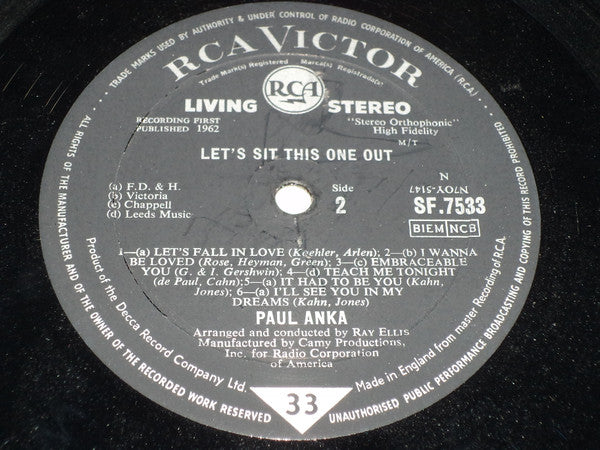 TRADE MARKS USED BY AUTHORITY & UNDER CONTROL OF RADIO CORPORATION OF AMERICA (R.C.A.)
RCA VICTOR
Trade Mark(s) Registered Marca(s) Registrada(s)
LIVING RCA STEREO
RECORDING FIRST
PUBLISHED 1962
"Stereo Orthophonic"
High Fidelity
M/T
LET'S SIT THIS ONE OUT
(a) F.D. & H.
(b) Victoria
(c) Chappell
(d) Leeds Music
Side
2
N
N7OY-5147
SF.7533
BIEM NCB
1—(a) LET'S FALL IN LOVE (Koehler, Arlen); 2—(b) I WANNA
BE LOVED (Rose, Heyman, Green); 3—(c) EMBRACEABLE
YOU (G. & I. Gershwin); 4—(d) TEACH ME TONIGHT
(de Paul, Cahn); 5—(a) IT HAD TO BE YOU (Kahn,
Jones); 6—(a) I'LL SEE YOU IN MY
DREAMS (Kahn, Jones)
PAUL ANKA
Arranged and conducted by RAY ELLIS
Manufactured by Camy Productions,
Inc. for Radio Corporation
of America
Product of the Decca Record Company Ltd.
Made in England from master Recording of R.C.A.
33
ALL RIGHTS OF THE MANUFACTURER AND OF THE OWNER OF THE RECORDED WORK RESERVED
UNAUTHORISED PUBLIC PERFORMANCE BROADCASTING AND COPYING OF THIS RECORD PROHIBITED